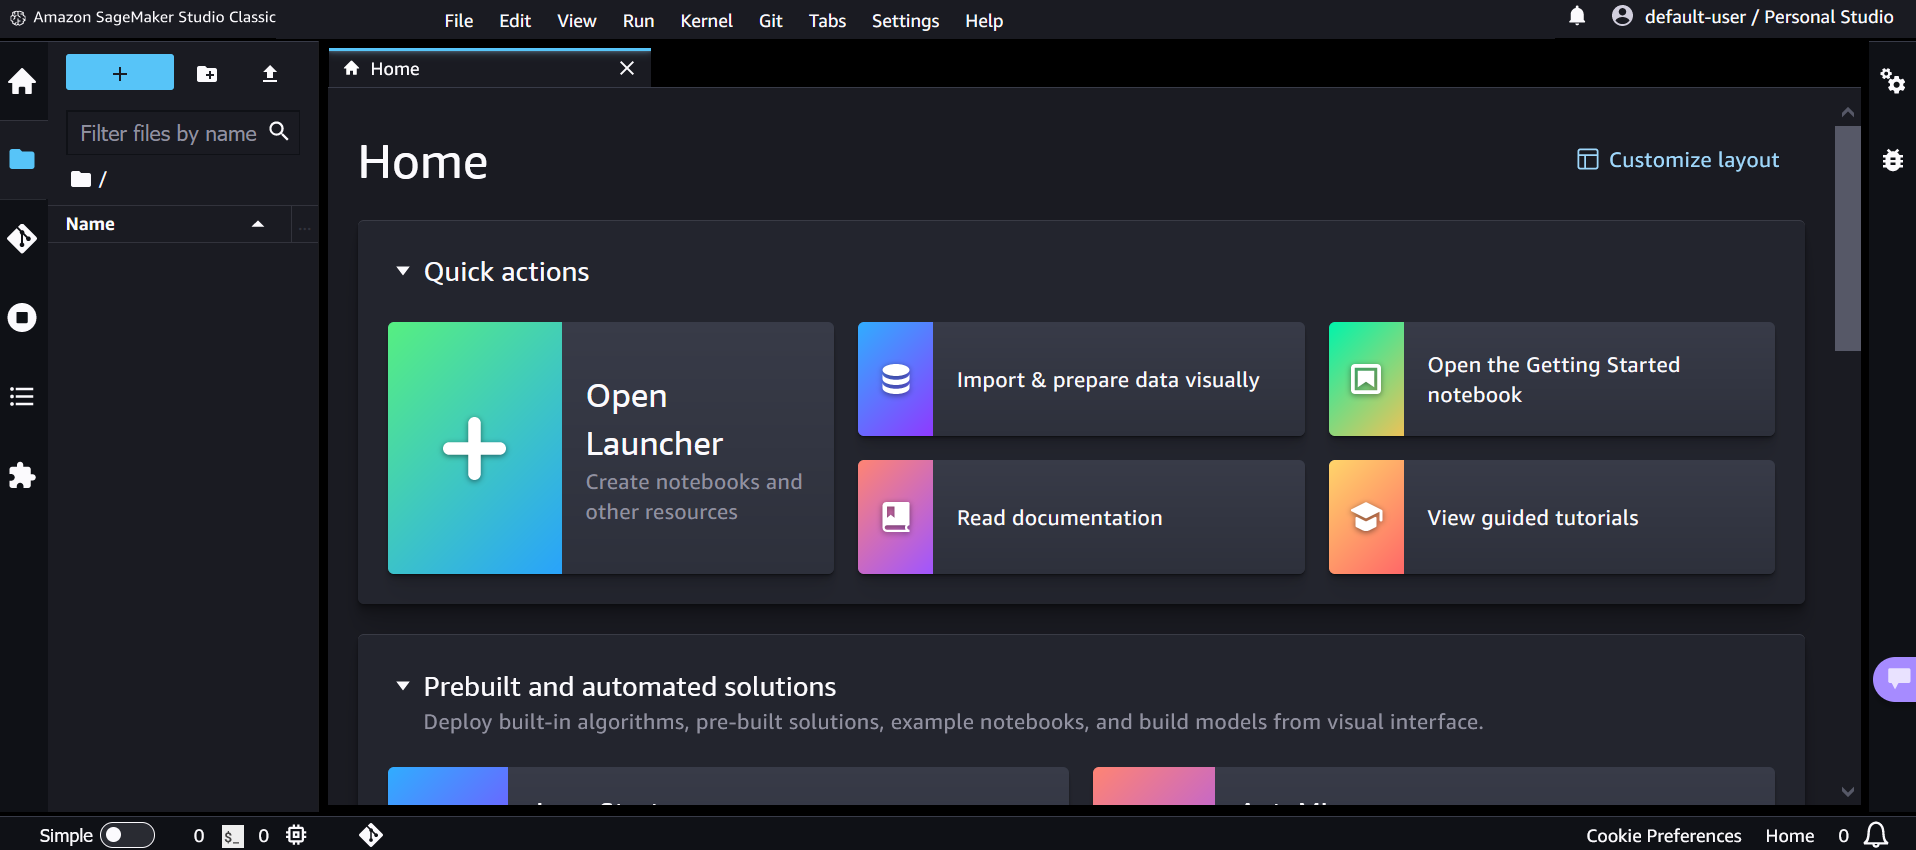 Amazon SageMaker Studio Classic
File Edit View Run Kernel Git Tabs Settings Help
default-user / Personal Studio
+
Filter files by name
/
Name
...
Home
Home
Customize layout
Quick actions
Open
Launcher
Create notebooks and
other resources
Import & prepare data visually
Open the Getting Started
notebook
Read documentation
View guided tutorials
Prebuilt and automated solutions
Deploy built-in algorithms, pre-built solutions, example notebooks, and build models from visual interface.
Simple 0 $_ 0
Cookie Preferences Home 0